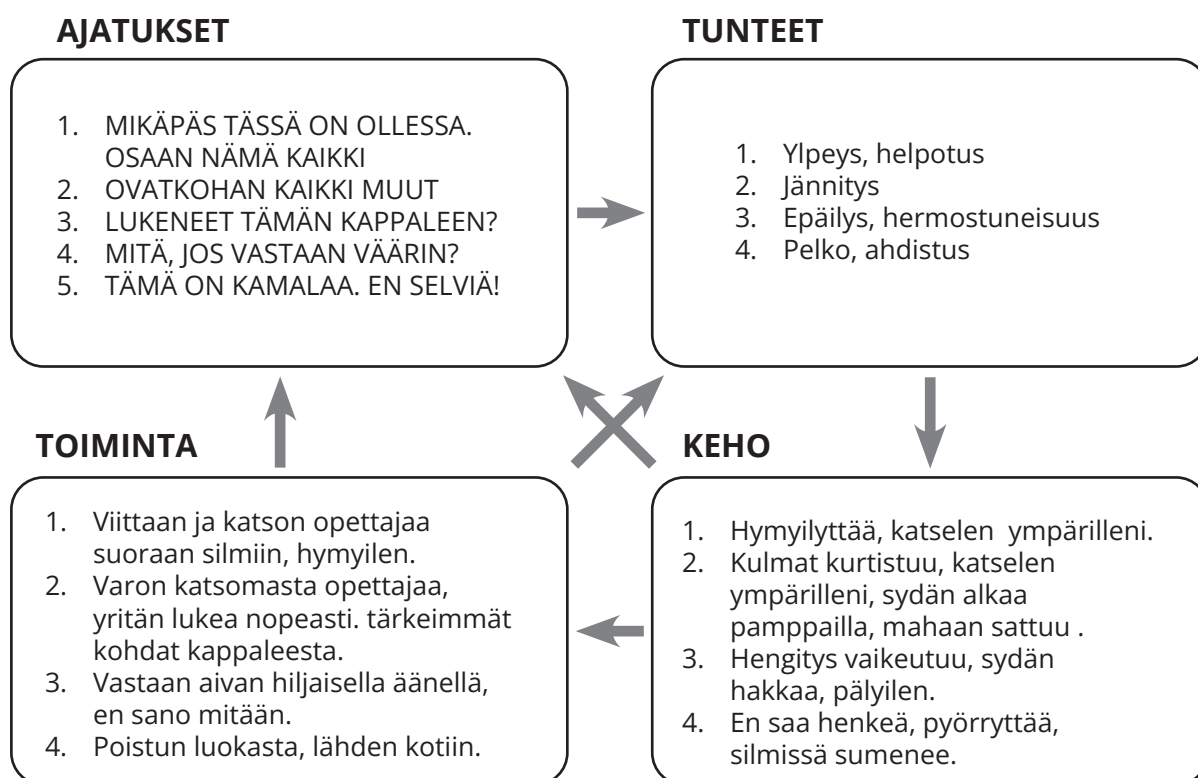 AJATUKSET
1. MIKÄPÄS TÄSSÄ ON OLLESSA.
OSAAN NÄMÄ KAIKKI
2. OVATKOHAN KAIKKI MUUT
3. LUKENEET TÄMÄN KAPPALEEN?
4. MITÄ, JOS VASTAAN VÄÄRIN?
5. TÄMÄ ON KAMALAA. EN SELVIÄ!
TUNTEET
1. Ylpeys, helpotus
2. Jännitys
3. Epäilys, hermostuneisuus
4. Pelko, ahdistus
TOIMINTA
1. Viittaan ja katson opettajaa
suoraan silmiin, hymyilen.
2. Varon katsomasta opettajaa,
yritän lukea nopeasti. tärkeimmät
kohdat kappaleesta.
3. Vastaan aivan hiljaisella äänellä,
en sano mitään.
4. Poistun luokasta, lähden kotiin.
KEHO
1. Hymyilyttää, katselen ympärilleni.
2. Kulmat kurtistuu, katselen
ympärilleni, sydän alkaa
pamppailla, mahaan sattuu .
3. Hengitys vaikeutuu, sydän
hakkaa, pälyilen.
4. En saa henkeä, pyörryttää,
silmissä sumenee.